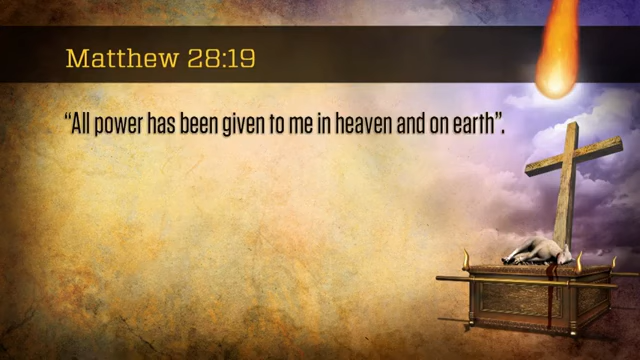 Matthew 28:19
“All power has been given to me in heaven and on earth”.